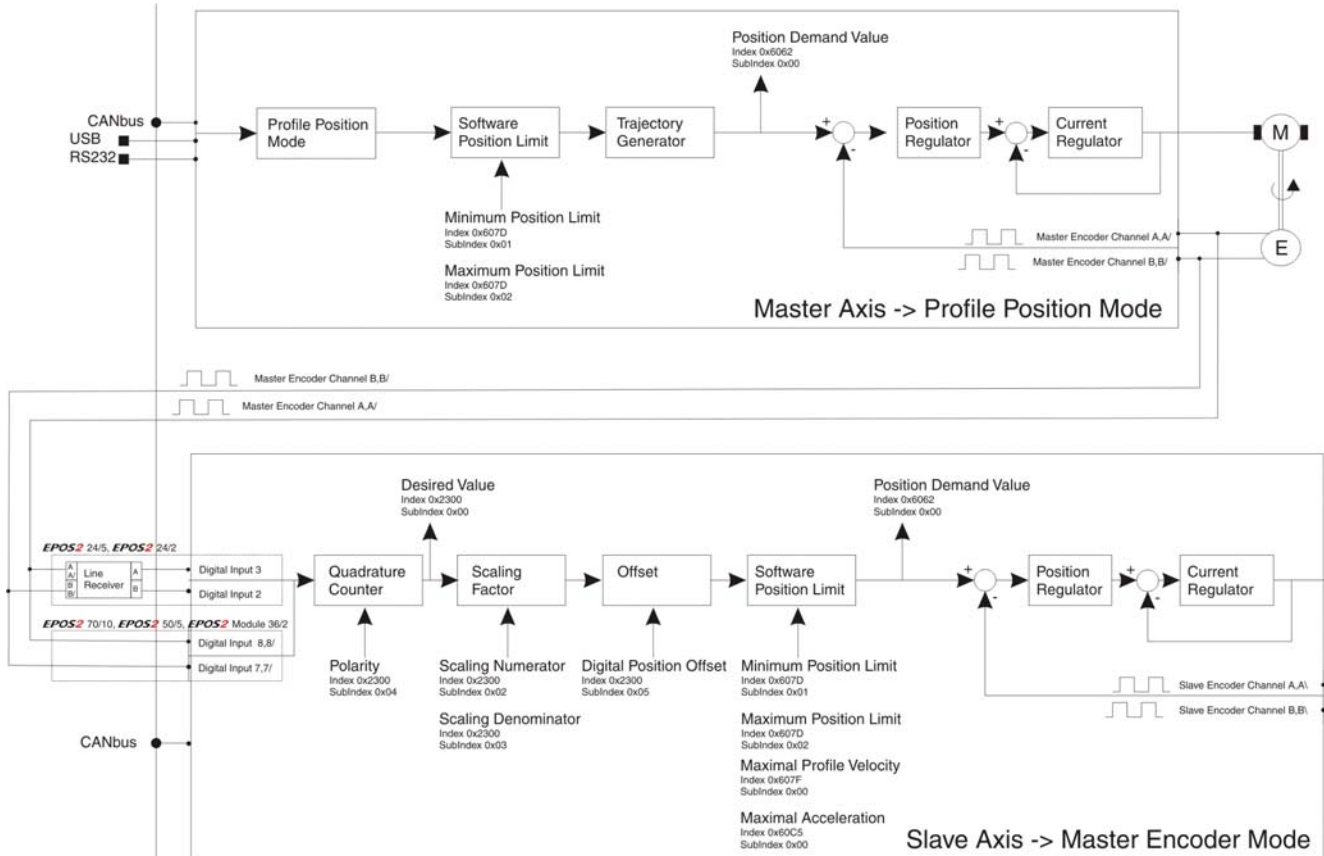 Position Demand Value
Index 0x6062
SubIndex 0x00
CANbus
USB
RS232
Profile Position
Mode
Software
Position Limit
Trajectory
Generator
+
-
Position
Regulator
+
-
Current
Regulator
M
Minimum Position Limit
Index 0x607D
SubIndex 0x01
Maximum Position Limit
Index 0x607D
SubIndex 0x02
Master Encoder Channel A,A/
Master Encoder Channel B,B/
E
Master Axis -> Profile Position Mode
Master Encoder Channel B,B/
Master Encoder Channel A,A/
Desired Value
Index 0x2300
SubIndex 0x00
Position Demand Value
Index 0x6062
SubIndex 0x00
EPOS2 24/5, EPOS2 24/2
A
A/
B
B/
Line
Receiver
A
B
Digital Input 3
Digital Input 2
EPOS2 70/10, EPOS2 50/5, EPOS2 Module 36/2
Digital Input 8,8/
Digital Input 7,7/
Quadrature
Counter
Scaling
Factor
Offset
Software
Position Limit
+
-
Position
Regulator
+
-
Current
Regulator
Polarity
Index 0x2300
SubIndex 0x04
Scaling Numerator
Index 0x2300
SubIndex 0x02
Scaling Denominator
Index 0x2300
SubIndex 0x03
Digital Position Offset
Index 0x2300
SubIndex 0x05
Minimum Position Limit
Index 0x607D
SubIndex 0x01
Maximum Position Limit
Index 0x607D
SubIndex 0x02
Maximal Profile Velocity
Index 0x607F
SubIndex 0x00
Maximal Acceleration
Index 0x60C5
SubIndex 0x00
Slave Encoder Channel A,A\
Slave Encoder Channel B,B\
CANbus
Slave Axis -> Master Encoder Mode